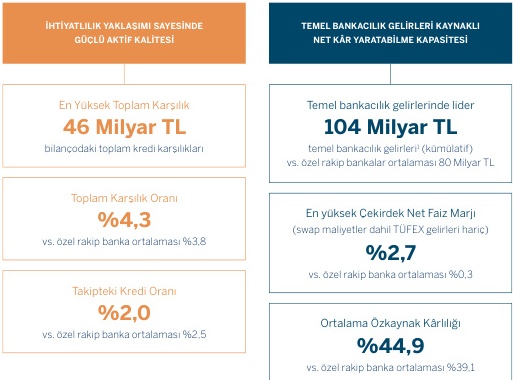 İHTİYATLILIK YAKLAŞIMI SAYESİNDE
GÜÇLÜ AKTİF KALİTESİ
En Yüksek Toplam Karşılık
46 Milyar TL
bilançodaki toplam kredi karşılıkları
Toplam Karşılık Oranı
%4,3
vs. özel rakip banka ortalaması %3,8
Takipteki Kredi Oranı
%2,0
vs. özel rakip banka ortalaması %2,5
TEMEL BANKACILIK GELİRLERİ KAYNAKLI
NET KÂR YARATABİLME KAPASİTESİ
Temel bankacılık gelirlerinde lider
104 Milyar TL
temel bankacılık gelirleri¹ (kümülatif)
vs. özel rakip bankalar ortalaması 80 Milyar TL
En yüksek Çekirdek Net Faiz Marjı
(swap maliyetler dahil TÜFEX gelirleri hariç)
%2,7
vs. özel rakip banka ortalaması %0,3
Ortalama Özkaynak Kârlılığı
%44,9
vs. özel rakip banka ortalaması %39,1